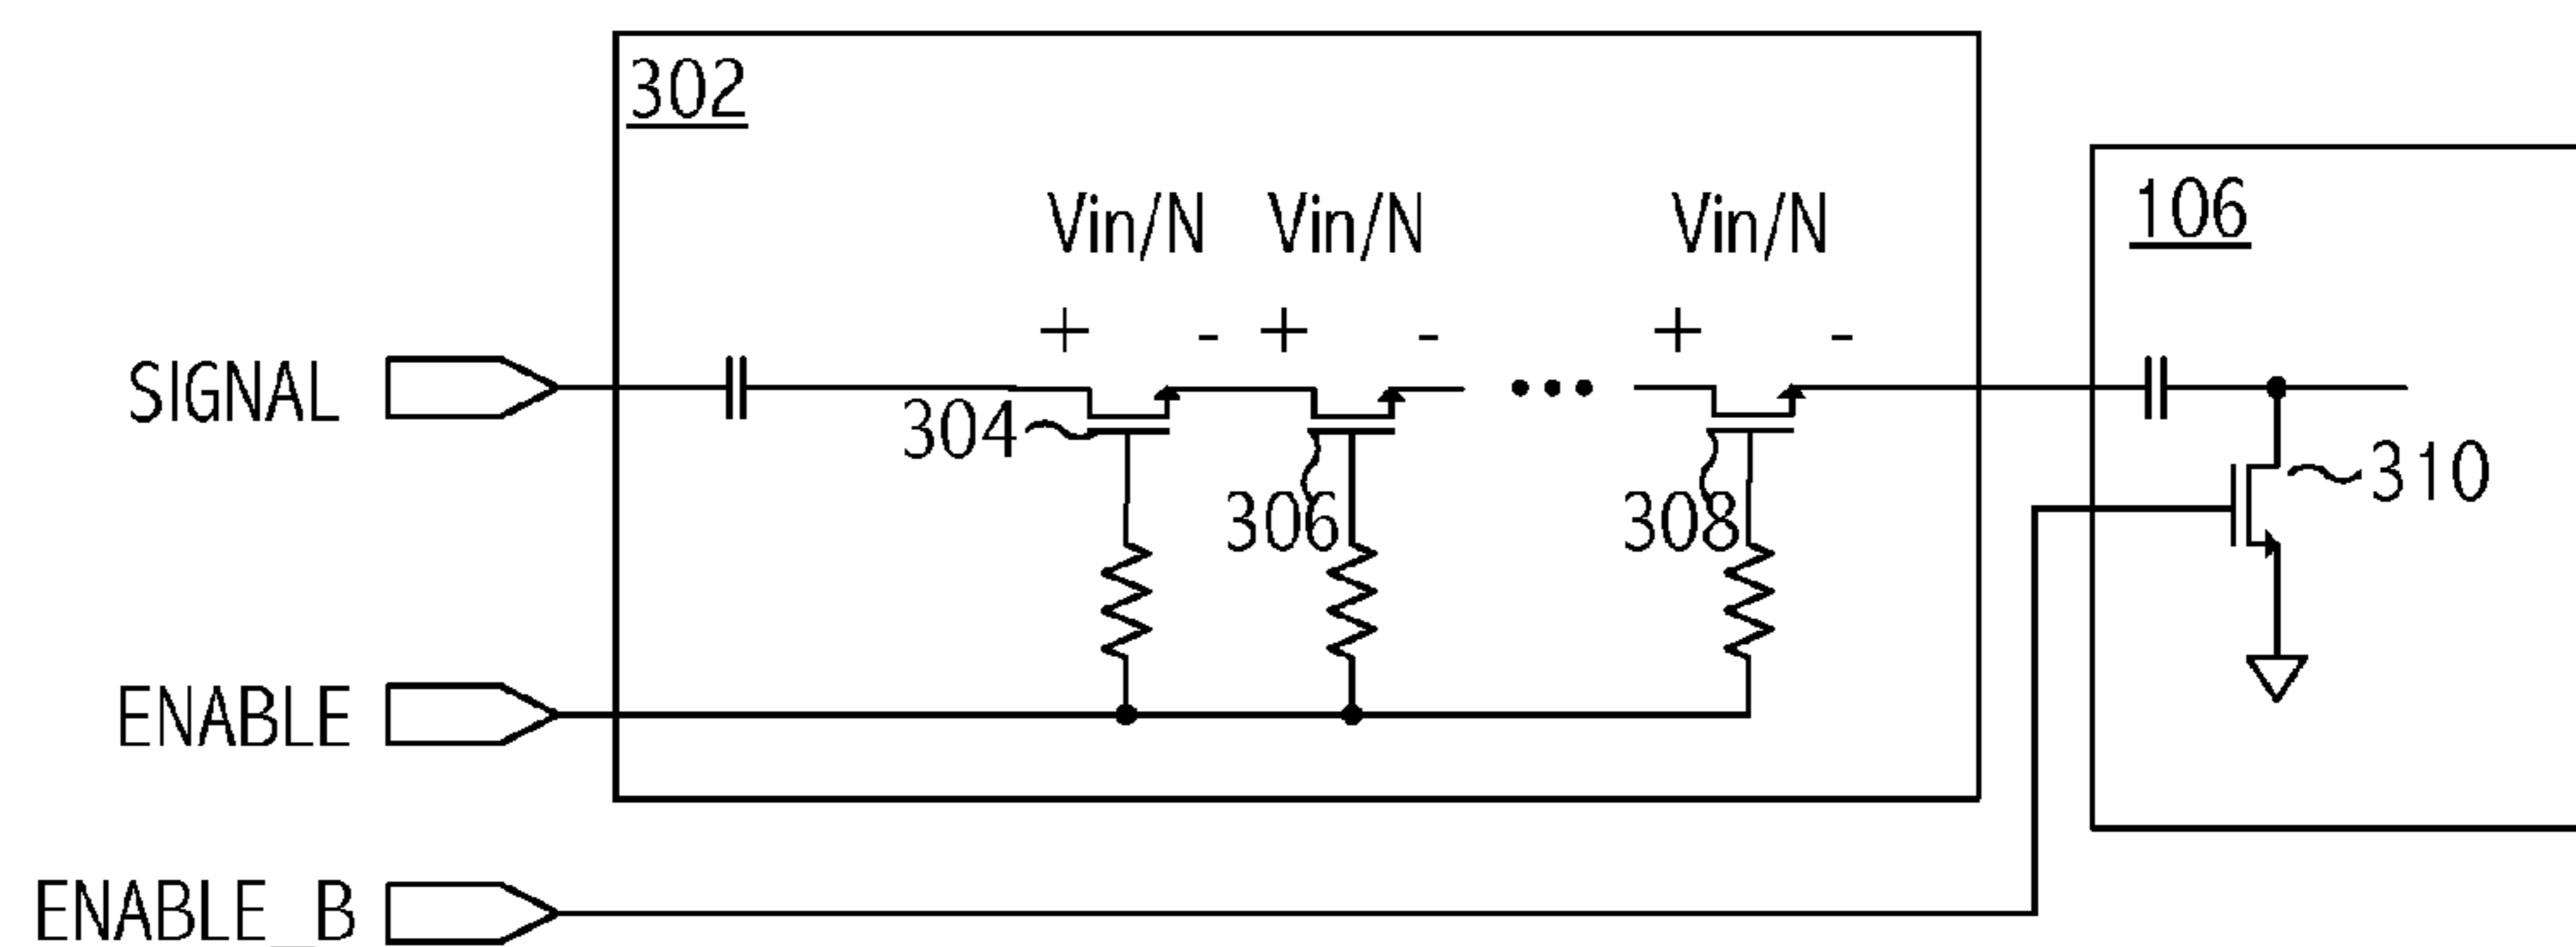 302
106
Vin/N Vin/N Vin/N
+ - + - + -
SIGNAL
304
306
308
310
ENABLE
ENABLE_B